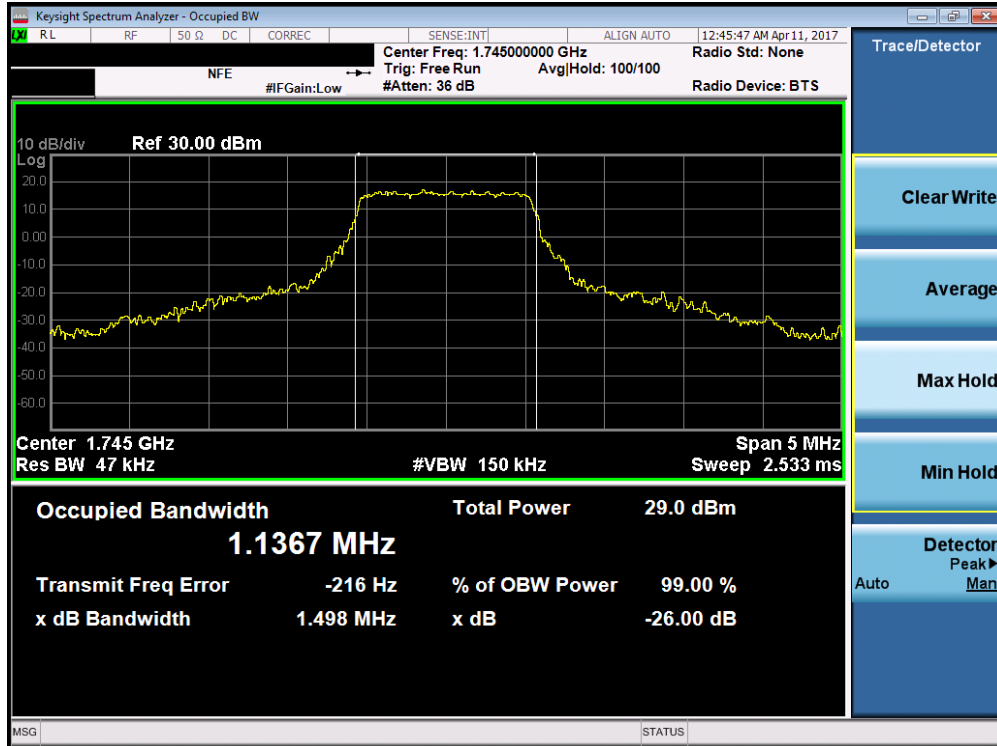 Keysight Spectrum Analyzer - Occupied BW
LXI RL RF 50 Ω DC CORREC SENSE:INT ALIGN AUTO 12:45:47 AM Apr 11, 2017
Center Freq: 1.745000000 GHz Radio Std: None
NFE Trig: Free Run Avg|Hold: 100/100
#IFGain:Low #Atten: 36 dB Radio Device: BTS
10 dB/div Ref 30.00 dBm
Log
20.0
10.0
0.00
-10.0
-20.0
-30.0
-40.0
-50.0
-60.0
Center 1.745 GHz Span 5 MHz
Res BW 47 kHz #VBW 150 kHz Sweep 2.533 ms
Occupied Bandwidth Total Power 29.0 dBm
1.1367 MHz
Transmit Freq Error -216 Hz % of OBW Power 99.00 %
x dB Bandwidth 1.498 MHz x dB -26.00 dB
MSG STATUS
Trace/Detector
Clear Write
Average
Max Hold
Min Hold
Detector
Peak▶
Auto Man